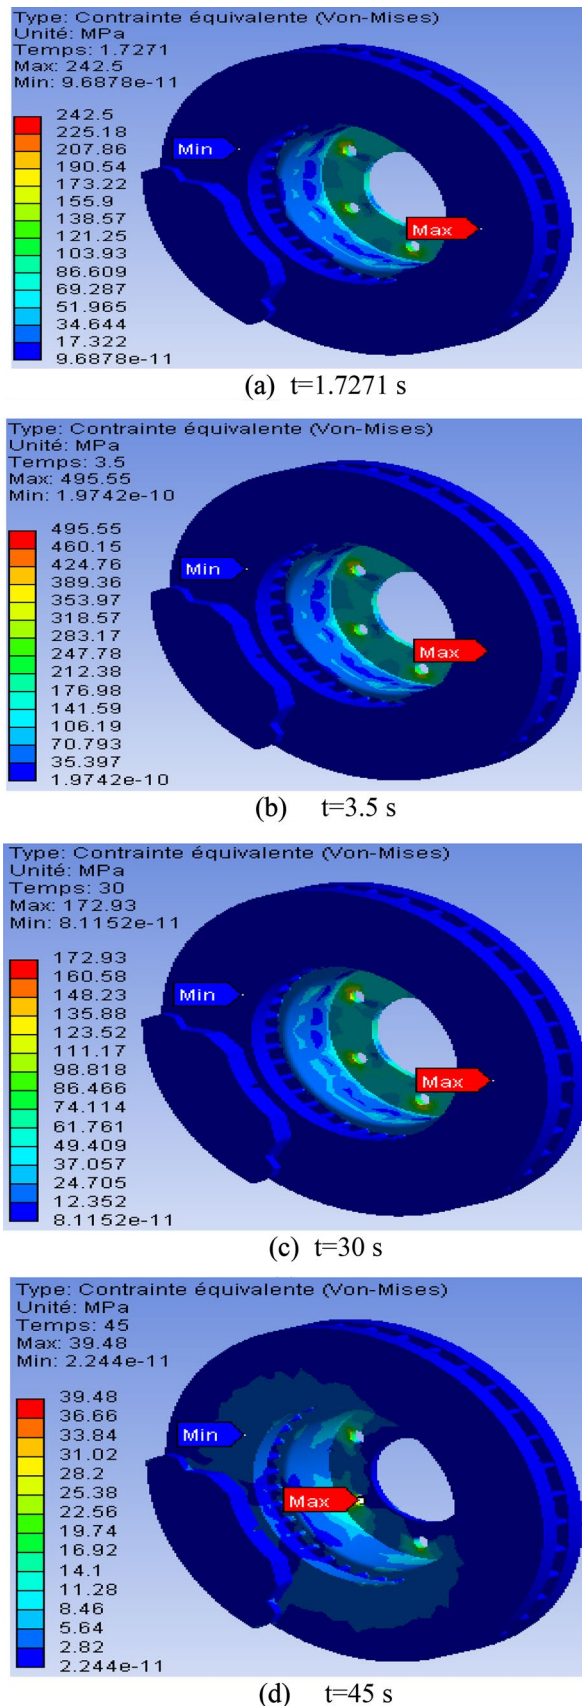 Type: Contrainte équivalente (Von-Mises)
Unité: MPa
Temps: 1.7271
Max: 242.5
Min: 9.6878e-11
242.5
225.18
207.86
190.54
173.22
155.9
138.57
121.25
103.93
86.609
69.287
51.965
34.644
17.322
9.6878e-11
Min
Max
(a) t=1.7271 s
Type: Contrainte équivalente (Von-Mises)
Unité: MPa
Temps: 3.5
Max: 495.55
Min: 1.9742e-10
495.55
460.15
424.76
389.36
353.97
318.57
283.17
247.78
212.38
176.98
141.59
106.19
70.793
35.397
1.9742e-10
Min
Max
(b) t=3.5 s
Type: Contrainte équivalente (Von-Mises)
Unité: MPa
Temps: 30
Max: 172.93
Min: 8.1152e-11
172.93
160.58
148.23
135.88
123.52
111.17
98.818
86.466
74.114
61.761
49.409
37.057
24.705
12.352
8.1152e-11
Min
Max
(c) t=30 s
Type: Contrainte équivalente (Von-Mises)
Unité: MPa
Temps: 45
Max: 39.48
Min: 2.244e-11
39.48
36.66
33.84
31.02
28.2
25.38
22.56
19.74
16.92
14.1
11.28
8.46
5.64
2.82
2.244e-11
Min
Max
(d) t=45 s